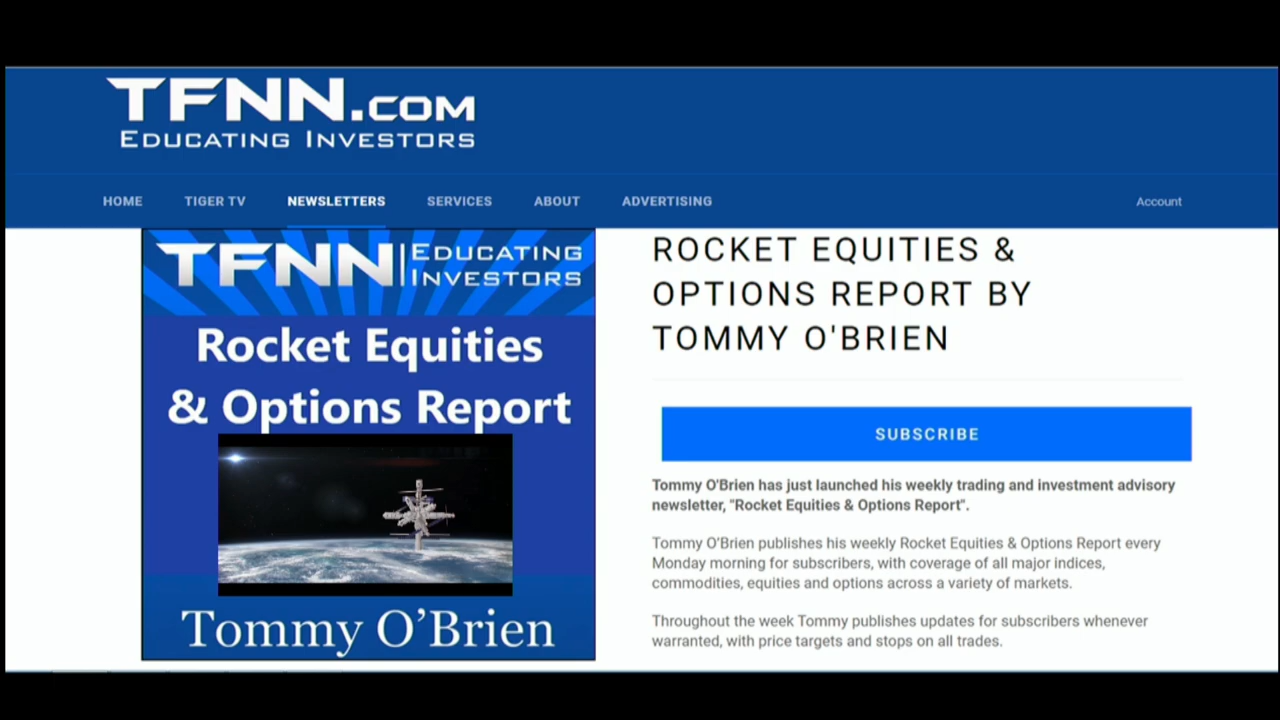 TFNN.COM
EDUCATING INVESTORS
HOME TIGER TV NEWSLETTERS SERVICES ABOUT ADVERTISING Account
TFNN EDUCATING
INVESTORS
Rocket Equities
& Options Report
Tommy O’Brien
ROCKET EQUITIES &
OPTIONS REPORT BY
TOMMY O'BRIEN
SUBSCRIBE
Tommy O'Brien has just launched his weekly trading and investment advisory
newsletter, "Rocket Equities & Options Report".
Tommy O’Brien publishes his weekly Rocket Equities & Options Report every
Monday morning for subscribers, with coverage of all major indices,
commodities, equities and options across a variety of markets.
Throughout the week Tommy publishes updates for subscribers whenever
warranted, with price targets and stops on all trades.